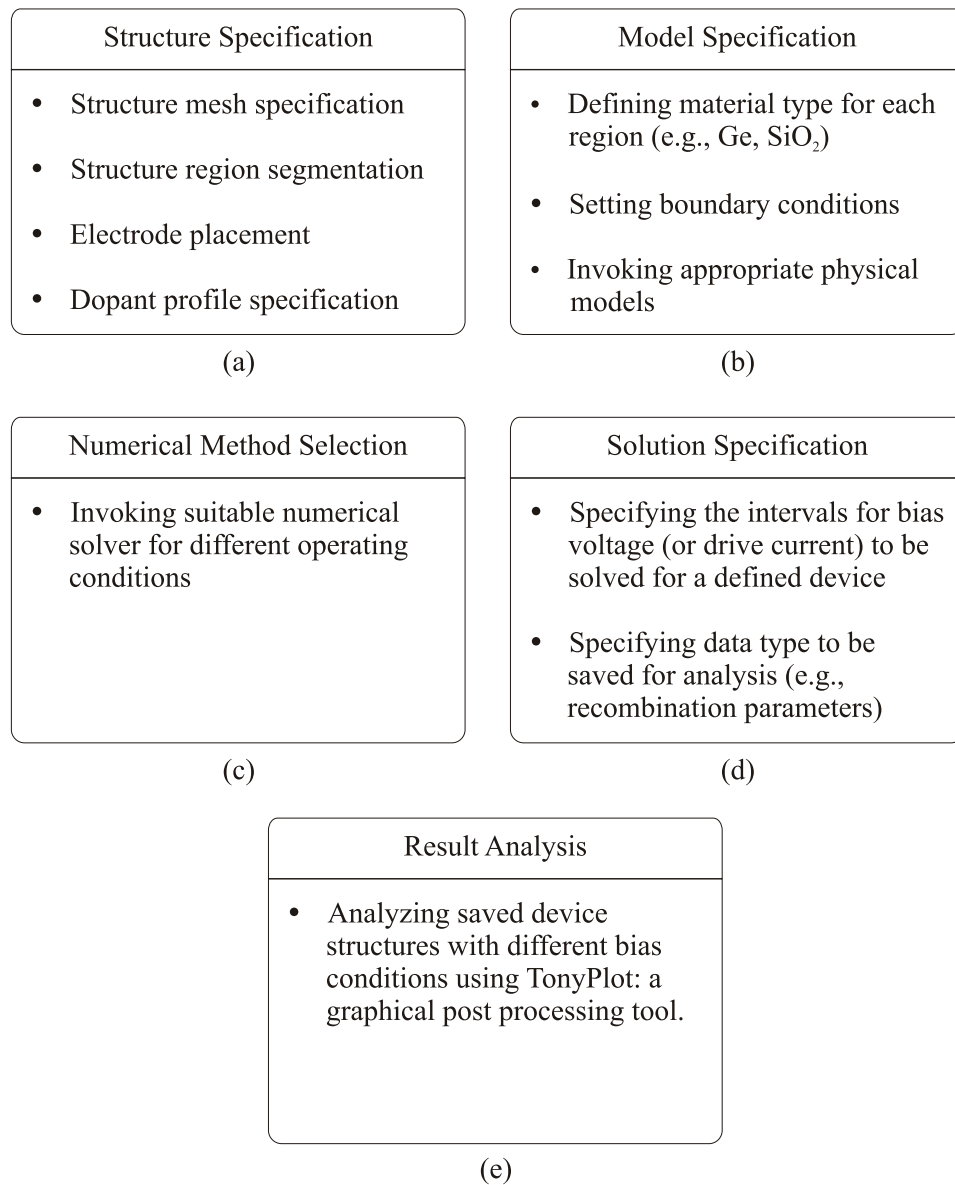 Structure Specification
• Structure mesh specification
• Structure region segmentation
• Electrode placement
• Dopant profile specification
(a)
Model Specification
• Defining material type for each
region (e.g., Ge, SiO₂)
• Setting boundary conditions
• Invoking appropriate physical
models
(b)
Numerical Method Selection
• Invoking suitable numerical
solver for different operating
conditions
(c)
Solution Specification
• Specifying the intervals for bias
voltage (or drive current) to be
solved for a defined device
• Specifying data type to be
saved for analysis (e.g.,
recombination parameters)
(d)
Result Analysis
• Analyzing saved device
structures with different bias
conditions using TonyPlot: a
graphical post processing tool.
(e)